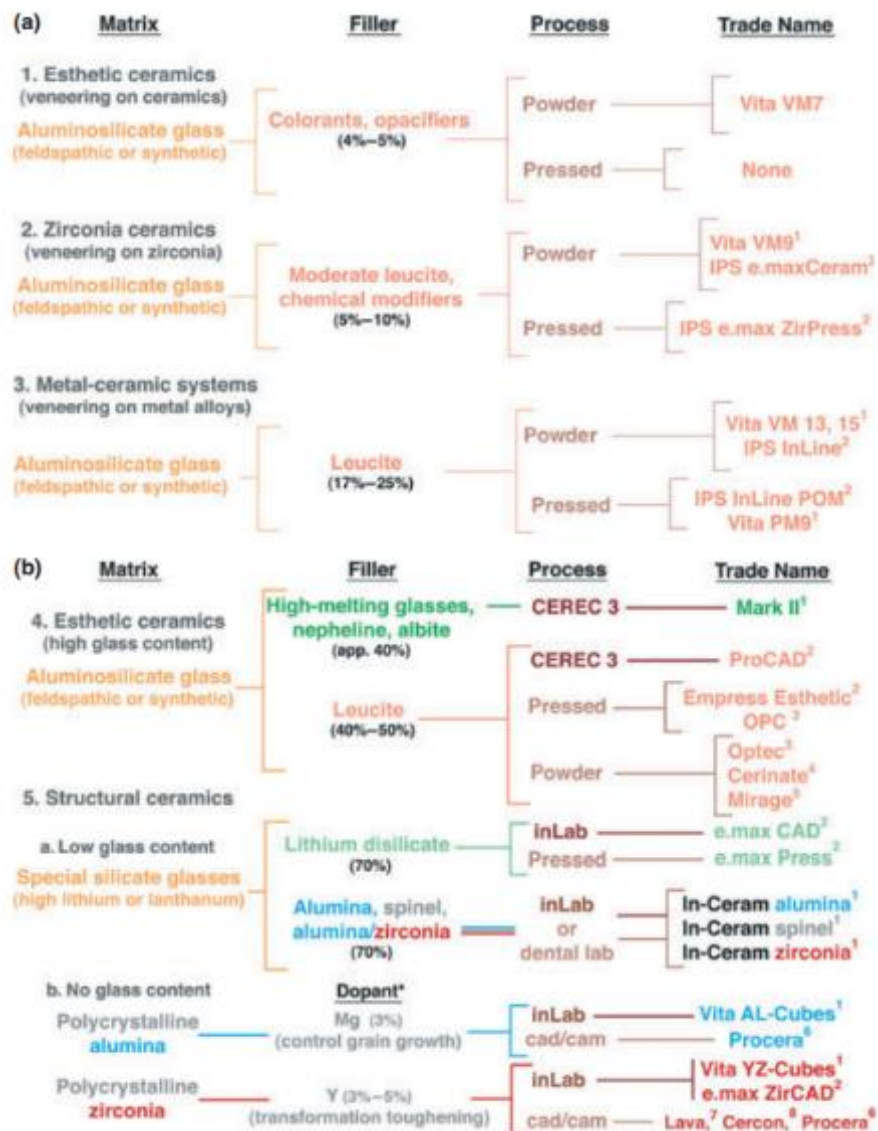 (a) Matrix Filler Process Trade Name
1. Esthetic ceramics
(veneering on ceramics)
Aluminosilicate glass
(feldspathic or synthetic)
Colorants, opacifiers
(4%–5%)
Powder Vita VM7
Pressed None
2. Zirconia ceramics
(veneering on zirconia)
Aluminosilicate glass
(feldspathic or synthetic)
Moderate leucite,
chemical modifiers
(5%–10%)
Powder
Vita VM9¹
IPS e.maxCeram²
Pressed IPS e.max ZirPress²
3. Metal-ceramic systems
(veneering on metal alloys)
Aluminosilicate glass
(feldspathic or synthetic)
Leucite
(17%–25%)
Powder
Vita VM 13, 15¹
IPS InLine²
Pressed
IPS InLine POM²
Vita PM9¹
(b) Matrix Filler Process Trade Name
4. Esthetic ceramics
(high glass content)
Aluminosilicate glass
(feldspathic or synthetic)
High-melting glasses,
nepheline, albite
(app. 40%)
CEREC 3 Mark II¹
Leucite
(40%–50%)
CEREC 3 ProCAD²
Pressed
Empress Esthetic²
OPC³
Powder
Optec³
Cerinate⁴
Mirage⁵
5. Structural ceramics
a. Low glass content
Special silicate glasses
(high lithium or lanthanum)
Lithium disilicate
(70%)
inLab e.max CAD²
Pressed e.max Press²
Alumina, spinel,
alumina/zirconia
(70%)
inLab
or
dental lab
In-Ceram alumina¹
In-Ceram spinel¹
In-Ceram zirconia¹
b. No glass content
Polycrystalline
alumina
Dopant*
Mg (3%)
(control grain growth)
inLab Vita AL-Cubes¹
cad/cam Procera⁶
Polycrystalline
zirconia
Y (3%–5%)
(transformation toughening)
inLab
Vita YZ-Cubes¹
e.max ZirCAD²
cad/cam Lava,⁷ Cercon,⁸ Procera⁶